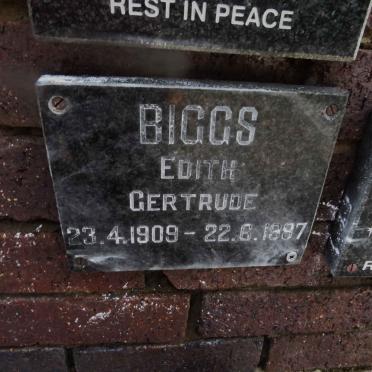 REST IN PEACE
BIGGS
EDITH
GERTRUDE
23.4.1909 - 22.6.1997